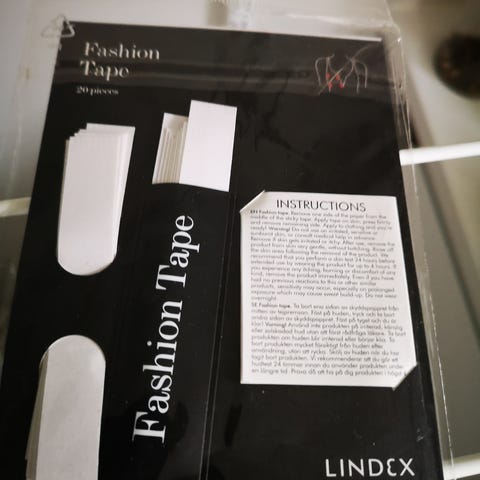 Fashion
Tape
20 pieces
Fashion Tape
INSTRUCTIONS
EN Fashion tape. Remove one side of the paper from the
middle of the sticky tape. Apply tape on skin, press firmly
and remove remaining side. Apply to clothing and you're
ready! Warning! Do not use on irritated, sensitive or
sunburnt skin, or consult medical help in advance.
Remove if skin gets irritated or itchy. After use, remove the
product from skin very gently, without twitching. Rinse off
the skin area following the removal of the product. We
recommend that you perform a skin test 24 hours before
extended use by wearing the product for up to 4 hours. If
you experience any itching, burning or discomfort of any
kind, remove the product immediately. Even if you have
had no previous reactions to this or other similar
products, sensitivity may occur, especially on prolonged
exposure which may cause sweat build-up. Do not wear
overnight.
SE Fashion tape. Ta bort ena sidan av skyddspappret från
mitten av tejpremsan. Fäst på huden, tryck och ta bort
andra sidan av skyddspappret. Fäst på tyget och du är
klar! Varning! Använd inte produkten på irriterad, känslig
eller solskadad hud utan att först rådfråga läkare. Ta bort
produkten om huden blir irriterad eller börjar klia. Ta
bort produkten mycket försiktigt från huden efter
användning, utan att rycka. Skölj av huden när du har
tagit bort produkten. Vi rekommenderar att du gör ett
hudtest 24 timmar innan du använder produkten under
en längre tid. Prova då att ha på dig produkten i högst
LINDEX